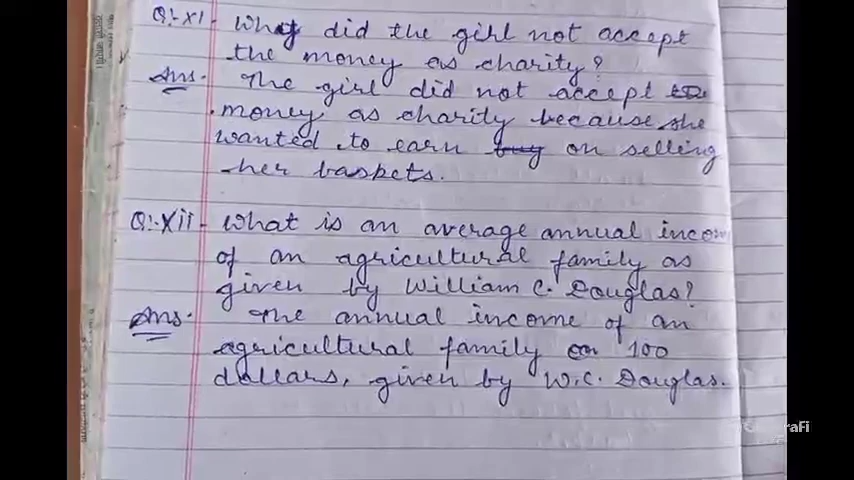 Q:-xi - Why did the girl not accept
the money as charity?
Ans. The girl did not accept
money as charity because she
wanted to earn buy on selling
her baskets.
Q:-Xii - What is an average annual incom
of an agricultural family as
given by William C. Douglas?
Ans. The annual income of an
agricultural family on 100
dollars, given by W.C. Douglas.